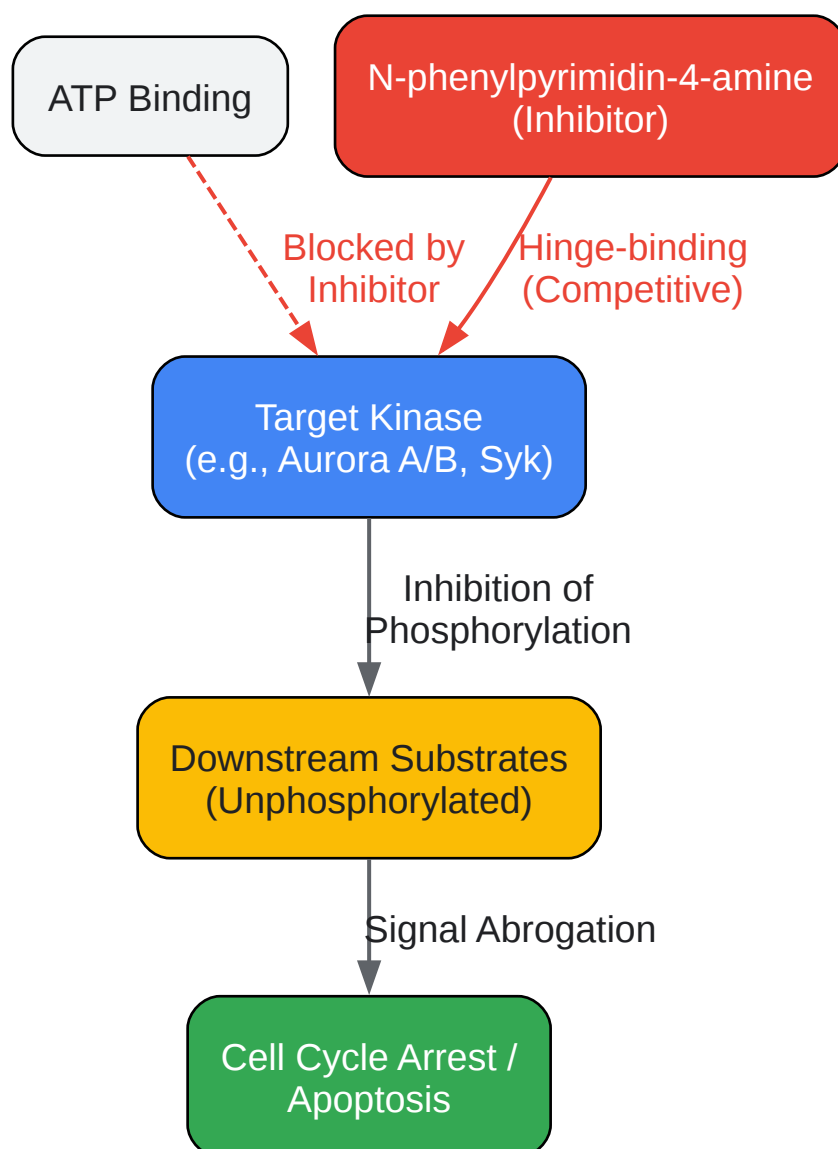 ATP Binding
N-phenylpyrimidin-4-amine
(Inhibitor)
Blocked by
Inhibitor
Hinge-binding
(Competitive)
Target Kinase
(e.g., Aurora A/B, Syk)
Inhibition of
Phosphorylation
Downstream Substrates
(Unphosphorylated)
Signal Abrogation
Cell Cycle Arrest /
Apoptosis